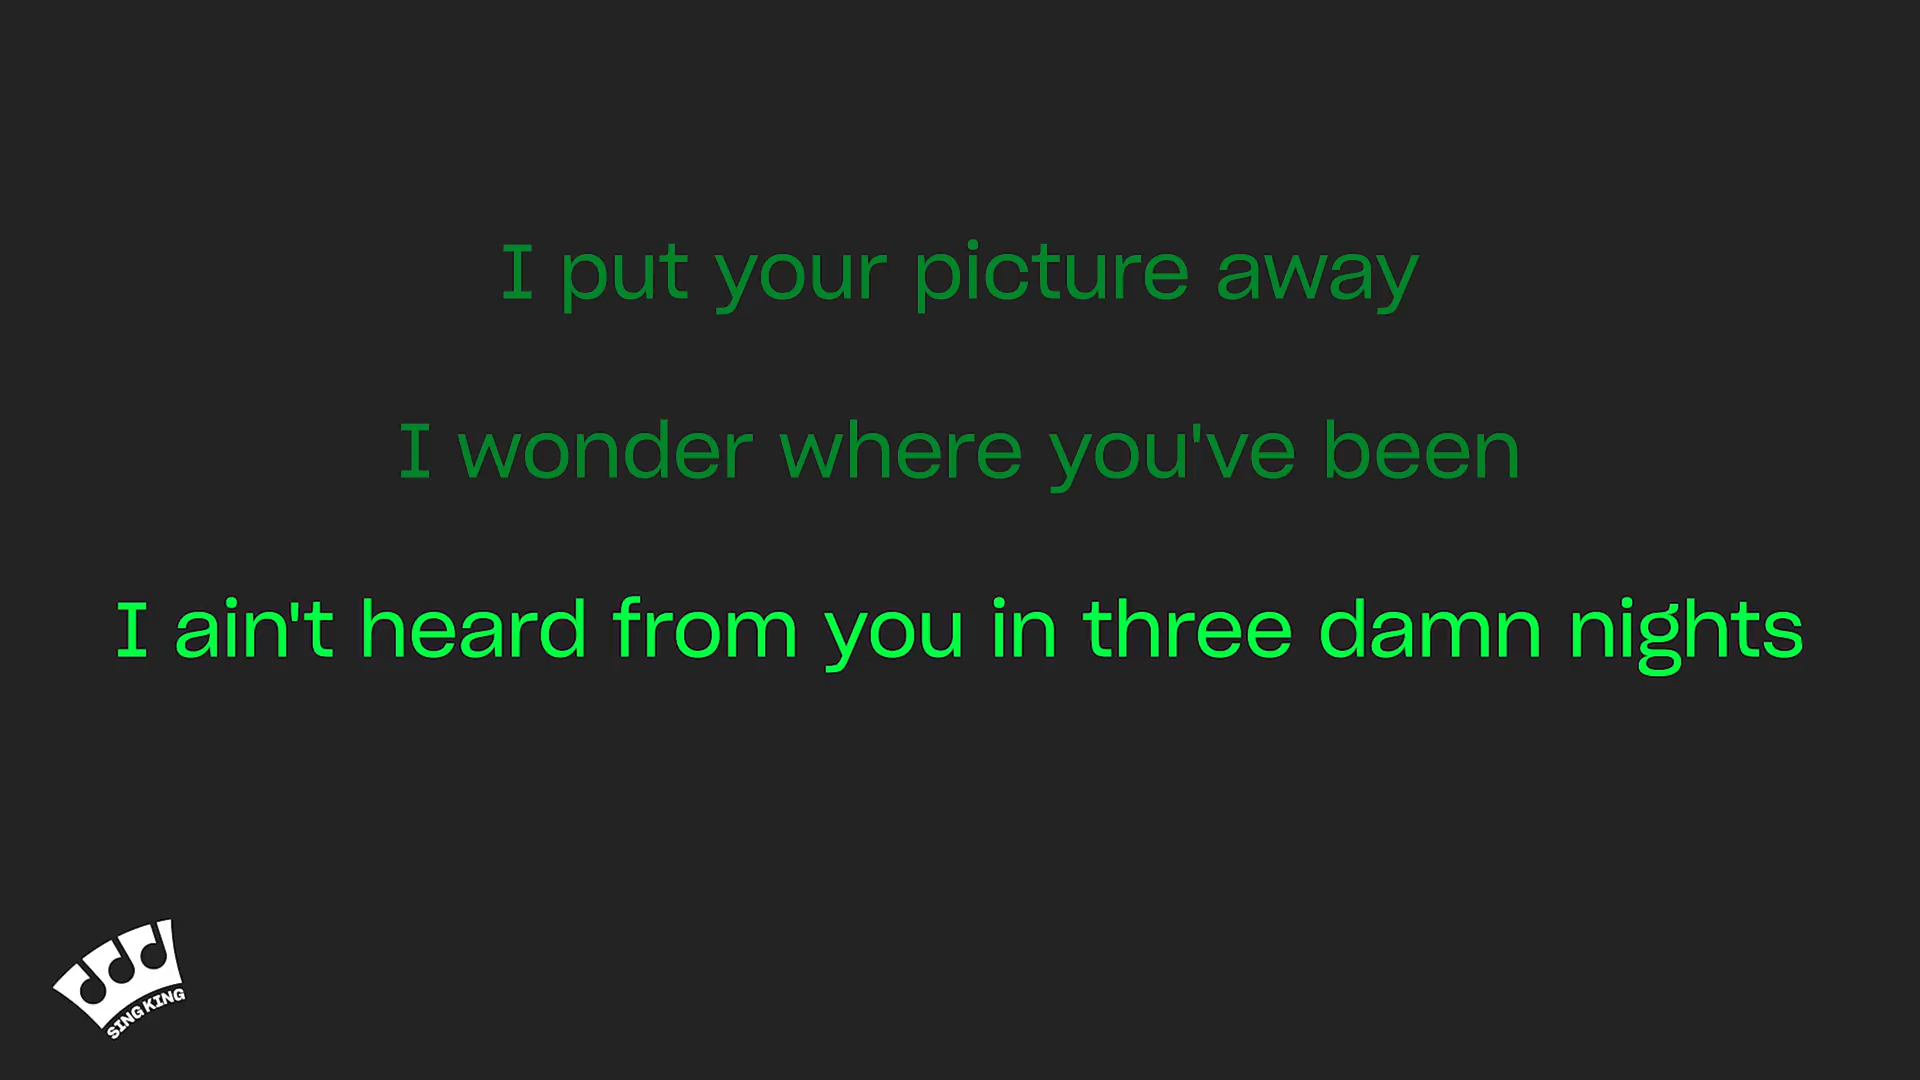 I put your picture away
I wonder where you've been
I ain't heard from you in three damn nights
SING KING